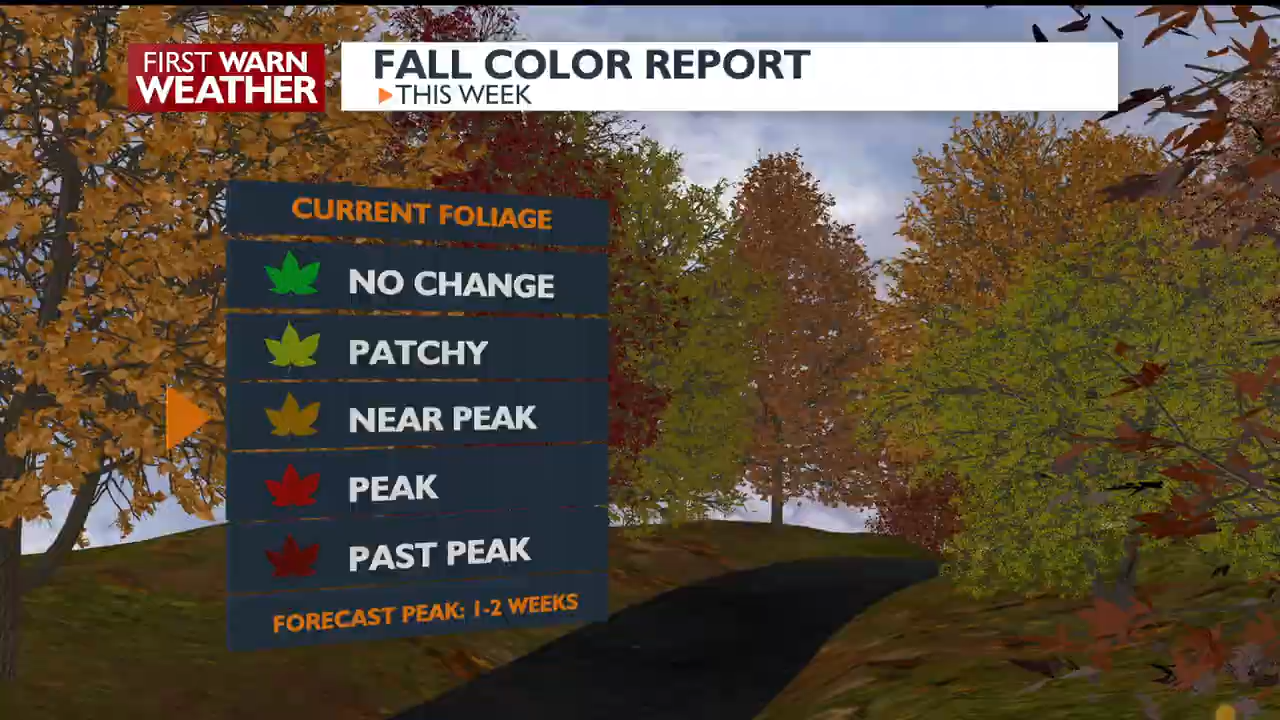 FIRST WARN
WEATHER
FALL COLOR REPORT
THIS WEEK
CURRENT FOLIAGE
NO CHANGE
PATCHY
NEAR PEAK
PEAK
PAST PEAK
FORECAST PEAK: 1-2 WEEKS